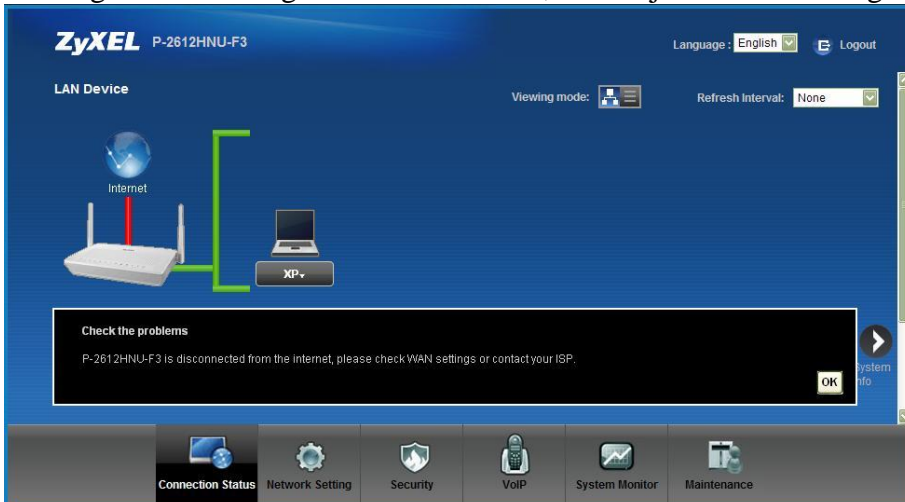 ZyXEL P-2612HNU-F3
Language : English
Logout
LAN Device
Viewing mode:
Refresh Interval: None
Internet
XP
Check the problems
P-2612HNU-F3 is disconnected from the internet, please check WAN settings or contact your ISP.
OK
Connection Status
Network Setting
Security
VoIP
System Monitor
Maintenance